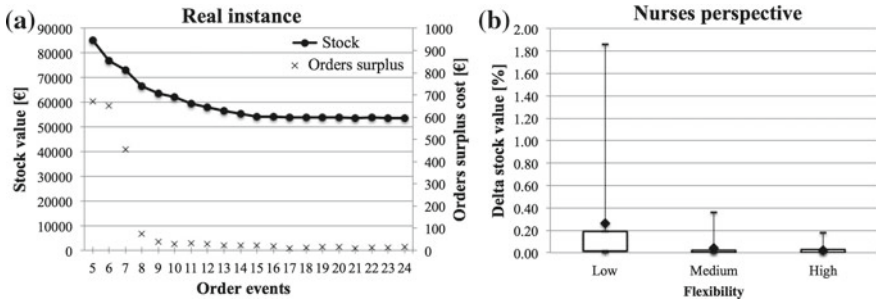 (a)
Real instance
90000
80000
70000
60000
50000
40000
30000
20000
10000
0
Stock value [€]
Stock
Orders surplus
1000
900
800
700
600
500
400
300
200
100
0
Orders surplus cost [€]
5 6 7 8 9 10 11 12 13 14 15 16 17 18 19 20 21 22 23 24
Order events
(b)
Nurses perspective
2.00
1.80
1.60
1.40
1.20
1.00
0.80
0.60
0.40
0.20
0.00
Delta stock value [%]
Low Medium High
Flexibility